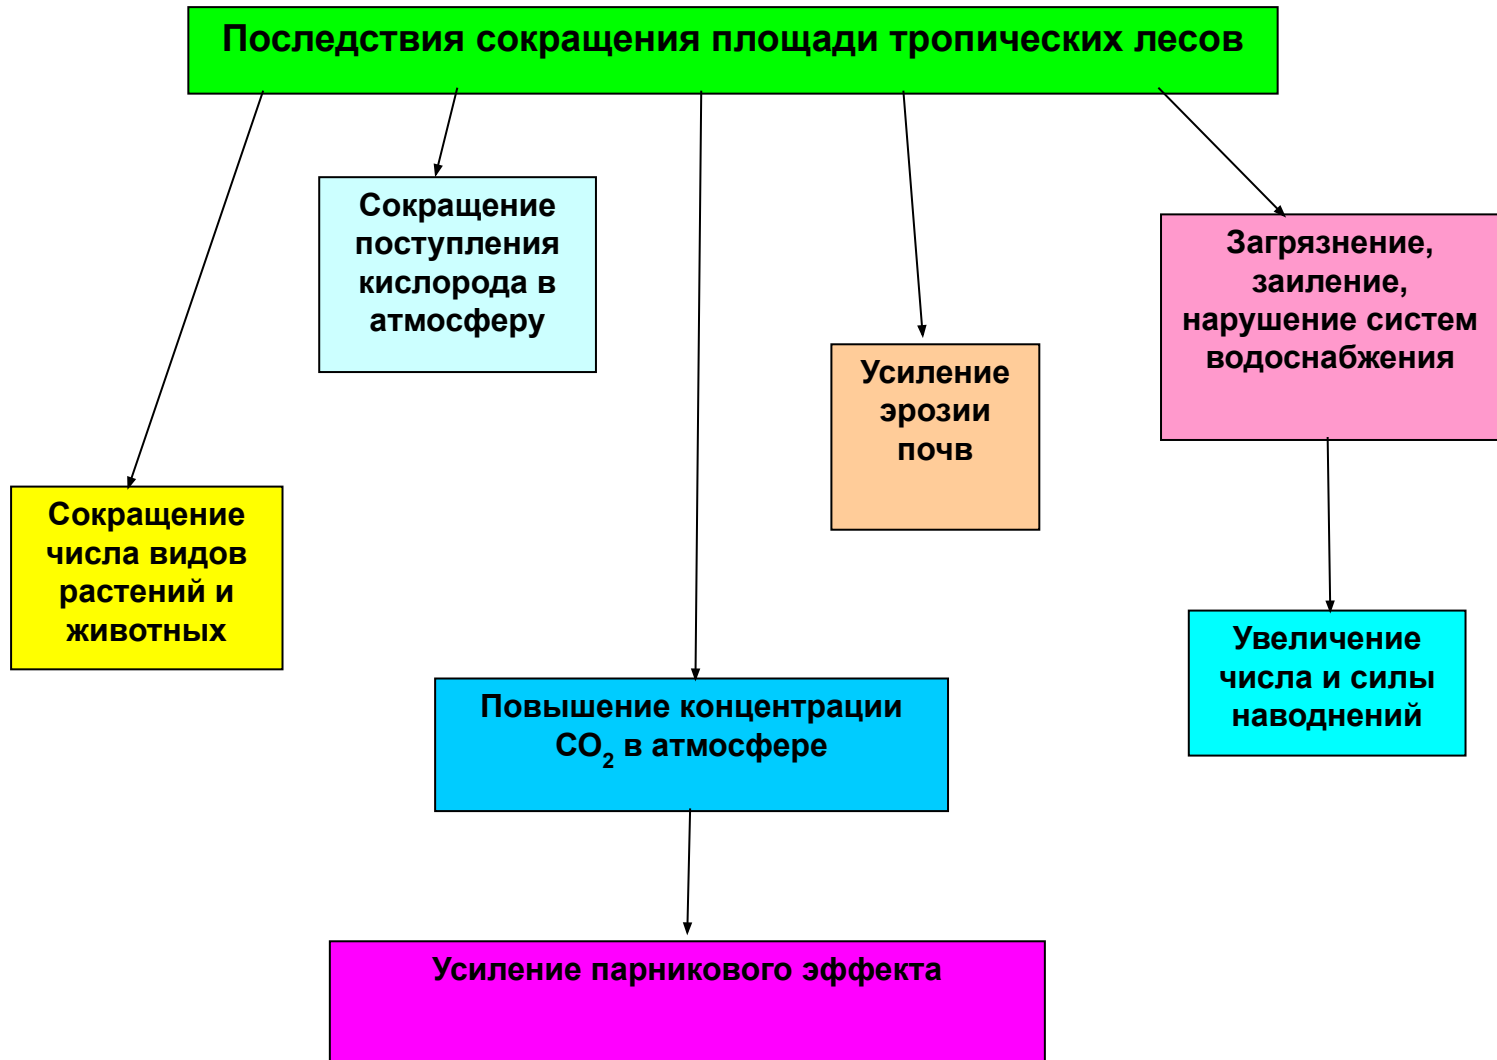 Последствия сокращения площади тропических лесов
Сокращение
поступления
кислорода в
атмосферу
Загрязнение,
заиление,
нарушение систем
водоснабжения
Усиление
эрозии
почв
Сокращение
числа видов
растений и
животных
Увеличение
числа и силы
наводнений
Повышение концентрации
СО₂ в атмосфере
Усиление парникового эффекта